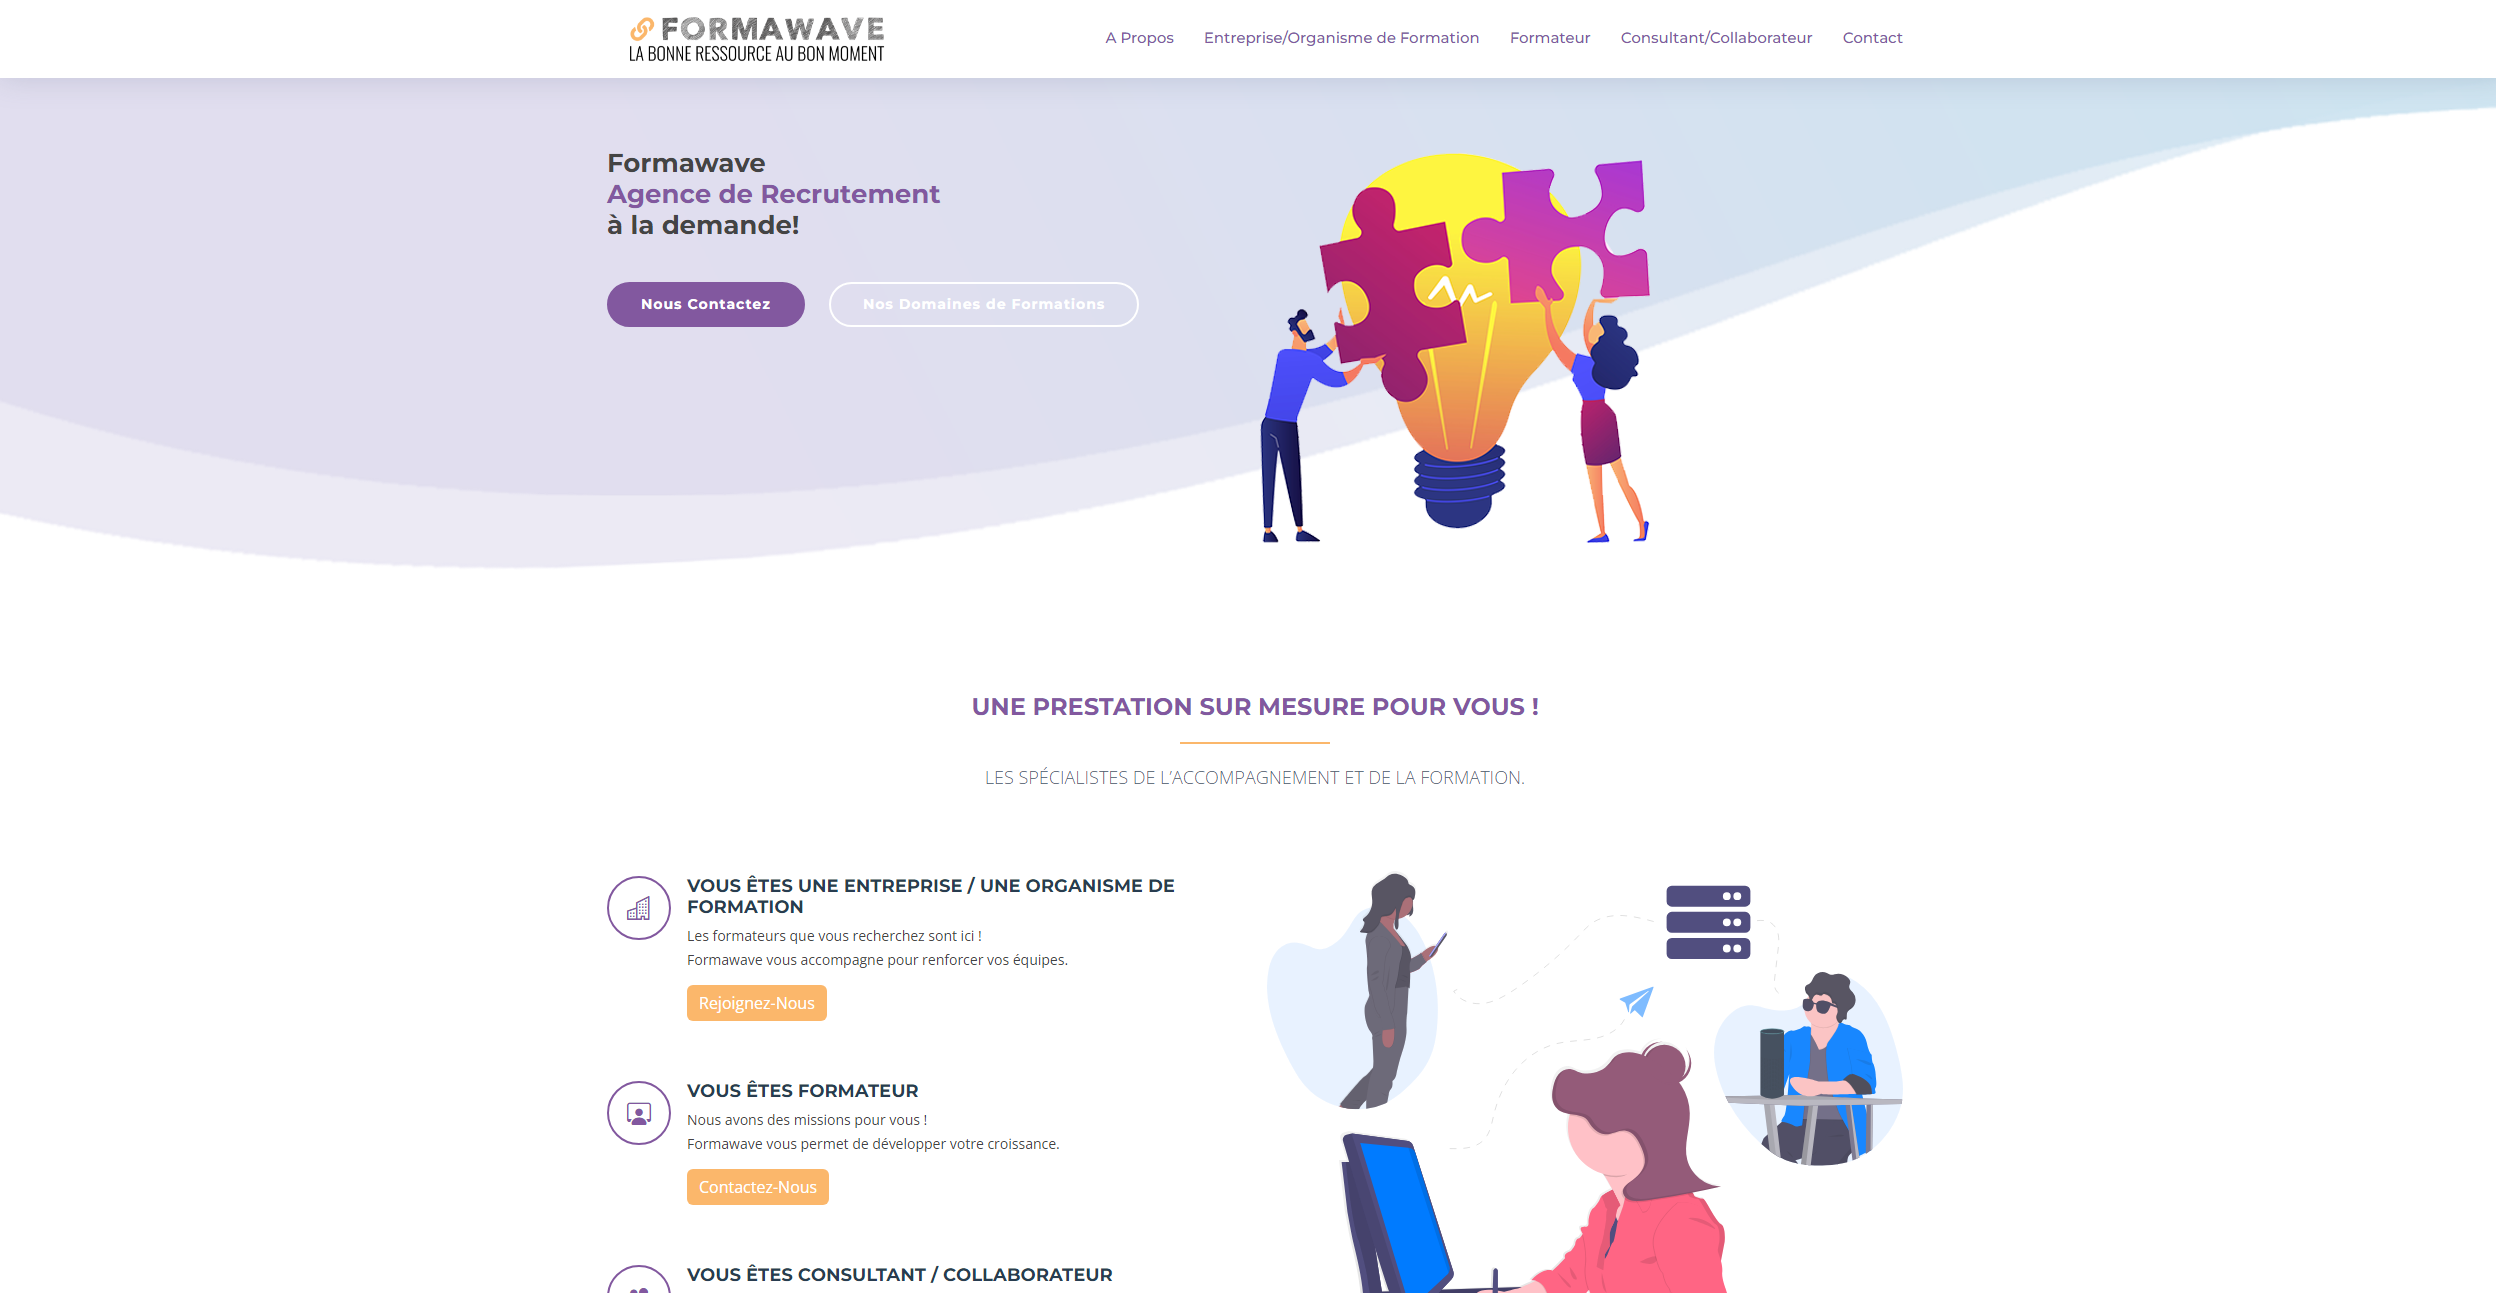 FORMAWAVE
LA BONNE RESSOURCE AU BON MOMENT
A Propos
Entreprise/Organisme de Formation
Formateur
Consultant/Collaborateur
Contact
Formawave
Agence de Recrutement
à la demande!
Nous Contactez
Nos Domaines de Formations
UNE PRESTATION SUR MESURE POUR VOUS !
LES SPÉCIALISTES DE L’ACCOMPAGNEMENT ET DE LA FORMATION.
VOUS ÊTES UNE ENTREPRISE / UNE ORGANISME DE
FORMATION
Les formateurs que vous recherchez sont ici !
Formawave vous accompagne pour renforcer vos équipes.
Rejoignez-Nous
VOUS ÊTES FORMATEUR
Nous avons des missions pour vous !
Formawave vous permet de développer votre croissance.
Contactez-Nous
VOUS ÊTES CONSULTANT / COLLABORATEUR